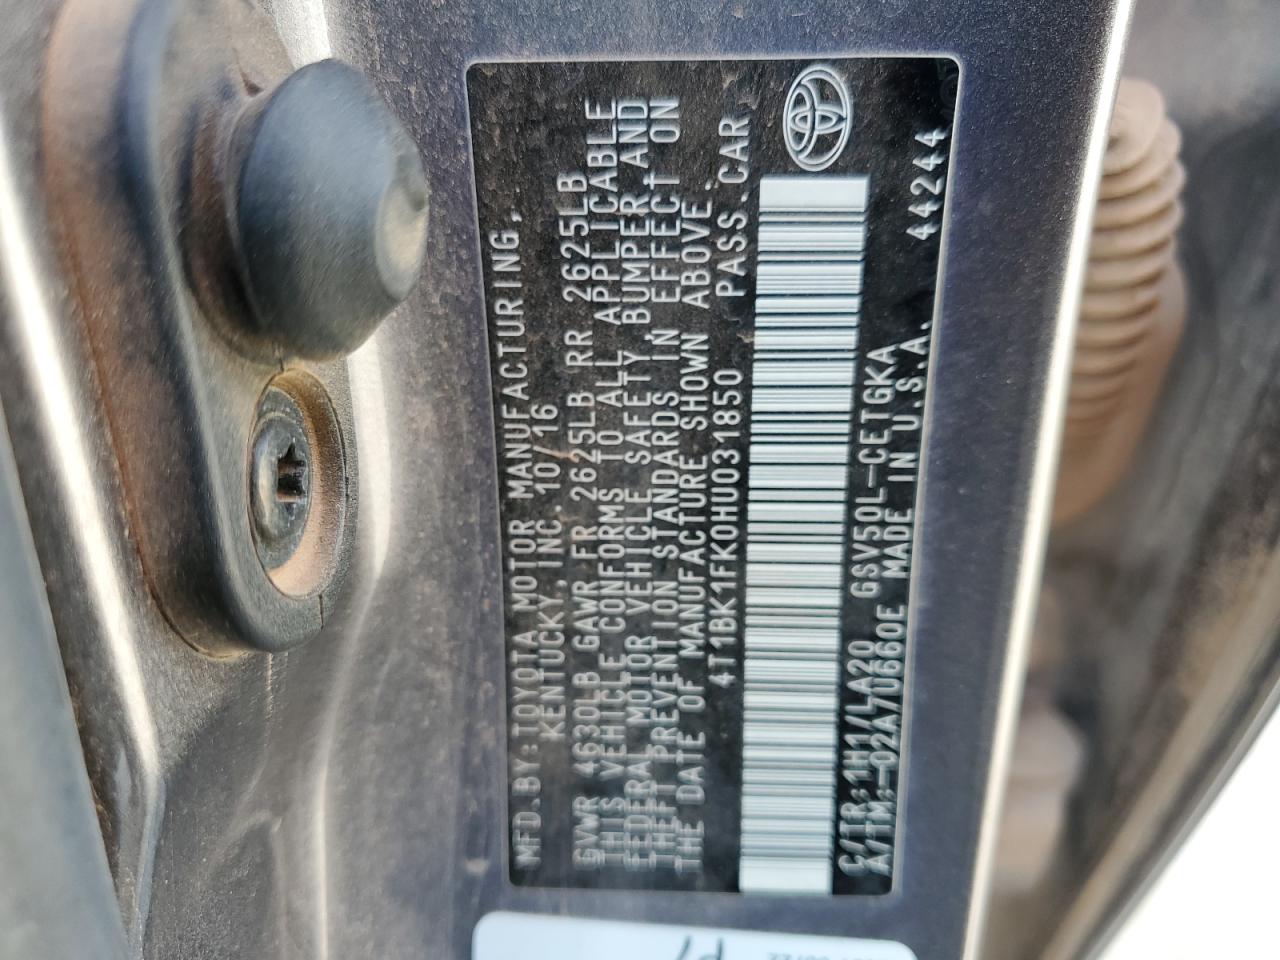 MFD.BY:TOYOTA MOTOR MANUFACTURING,
KENTUCKY, INC. 10/16
GVWR 4630LB GAWR FR 2625LB RR 2625LB
THIS VEHICLE CONFORMS TO ALL APPLICABLE
FEDERAL MOTOR VEHICLE SAFETY, BUMPER, AND
THEFT PREVENTION STANDARDS IN EFFECT ON
THE DATE OF MANUFACTURE SHOWN ABOVE.
4T1BK1FK0HU031850 PASS.CAR
C/TR:1H1/LA20 GSV50L-CETGKA
A/TM:-02A/U660E MADE IN U.S.A. 44244